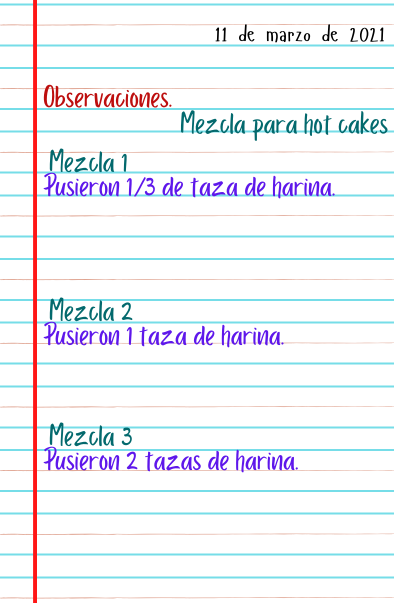 11 de marzo de 2021
Observaciones.
Mezcla para hot cakes
Mezcla 1
Pusieron 1/3 de taza de harina.
Mezcla 2
Pusieron 1 taza de harina.
Mezcla 3
Pusieron 2 tazas de harina.